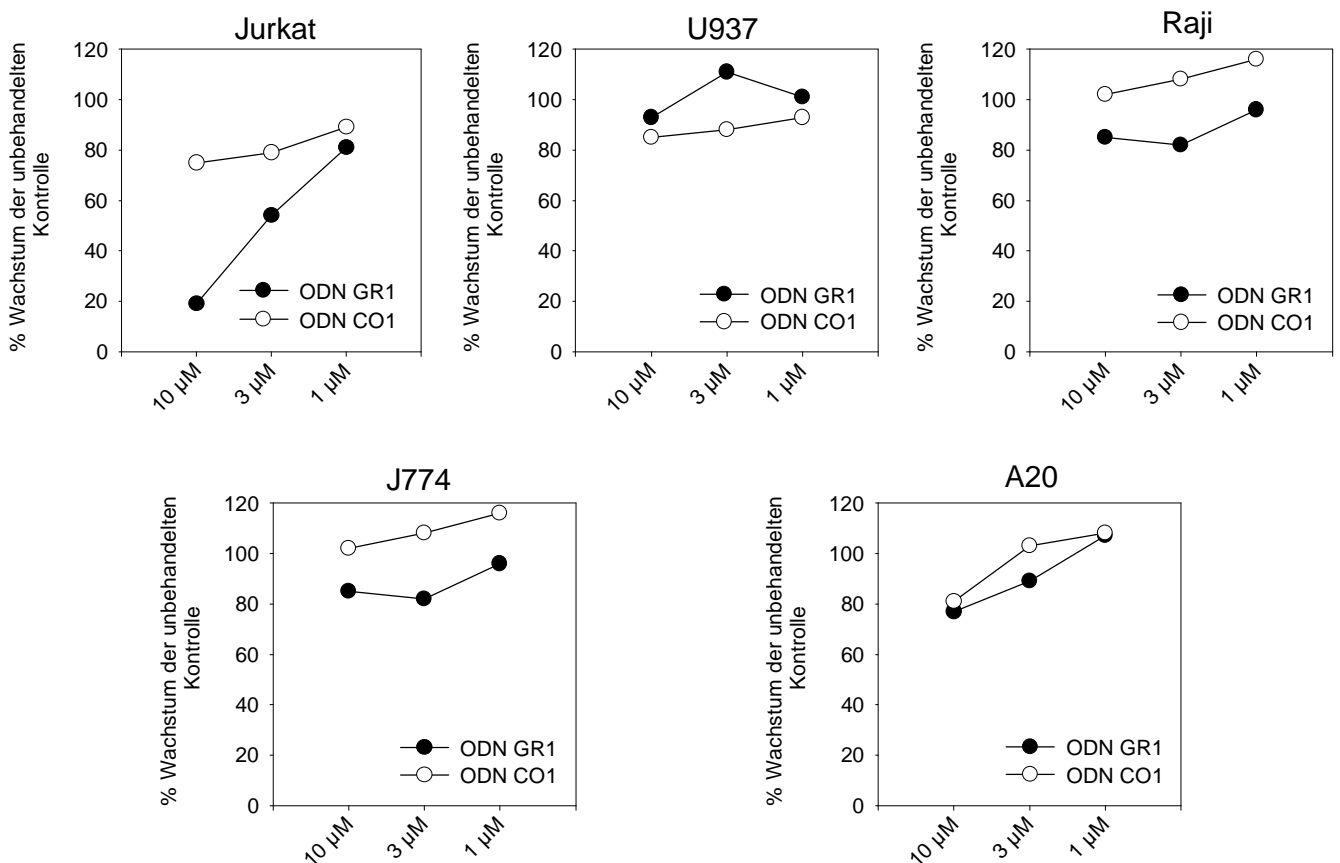 Jurkat
% Wachstum der unbehandelten
Kontrolle
120
100
80
60
40
20
0
ODN GR1
ODN CO1
10 µM
3 µM
1 µM
U937
% Wachstum der unbehandelten
Kontrolle
120
100
80
60
40
20
0
ODN GR1
ODN CO1
10 µM
3 µM
1 µM
Raji
% Wachstum der unbehandelten
Kontrolle
120
100
80
60
40
20
0
ODN GR1
ODN CO1
10 µM
3 µM
1 µM
J774
% Wachstum der unbehandelten
Kontrolle
120
100
80
60
40
20
0
ODN GR1
ODN CO1
10 µM
3 µM
1 µM
A20
% Wachstum der unbehandelten
Kontrolle
120
100
80
60
40
20
0
ODN GR1
ODN CO1
10 µM
3 µM
1 µM